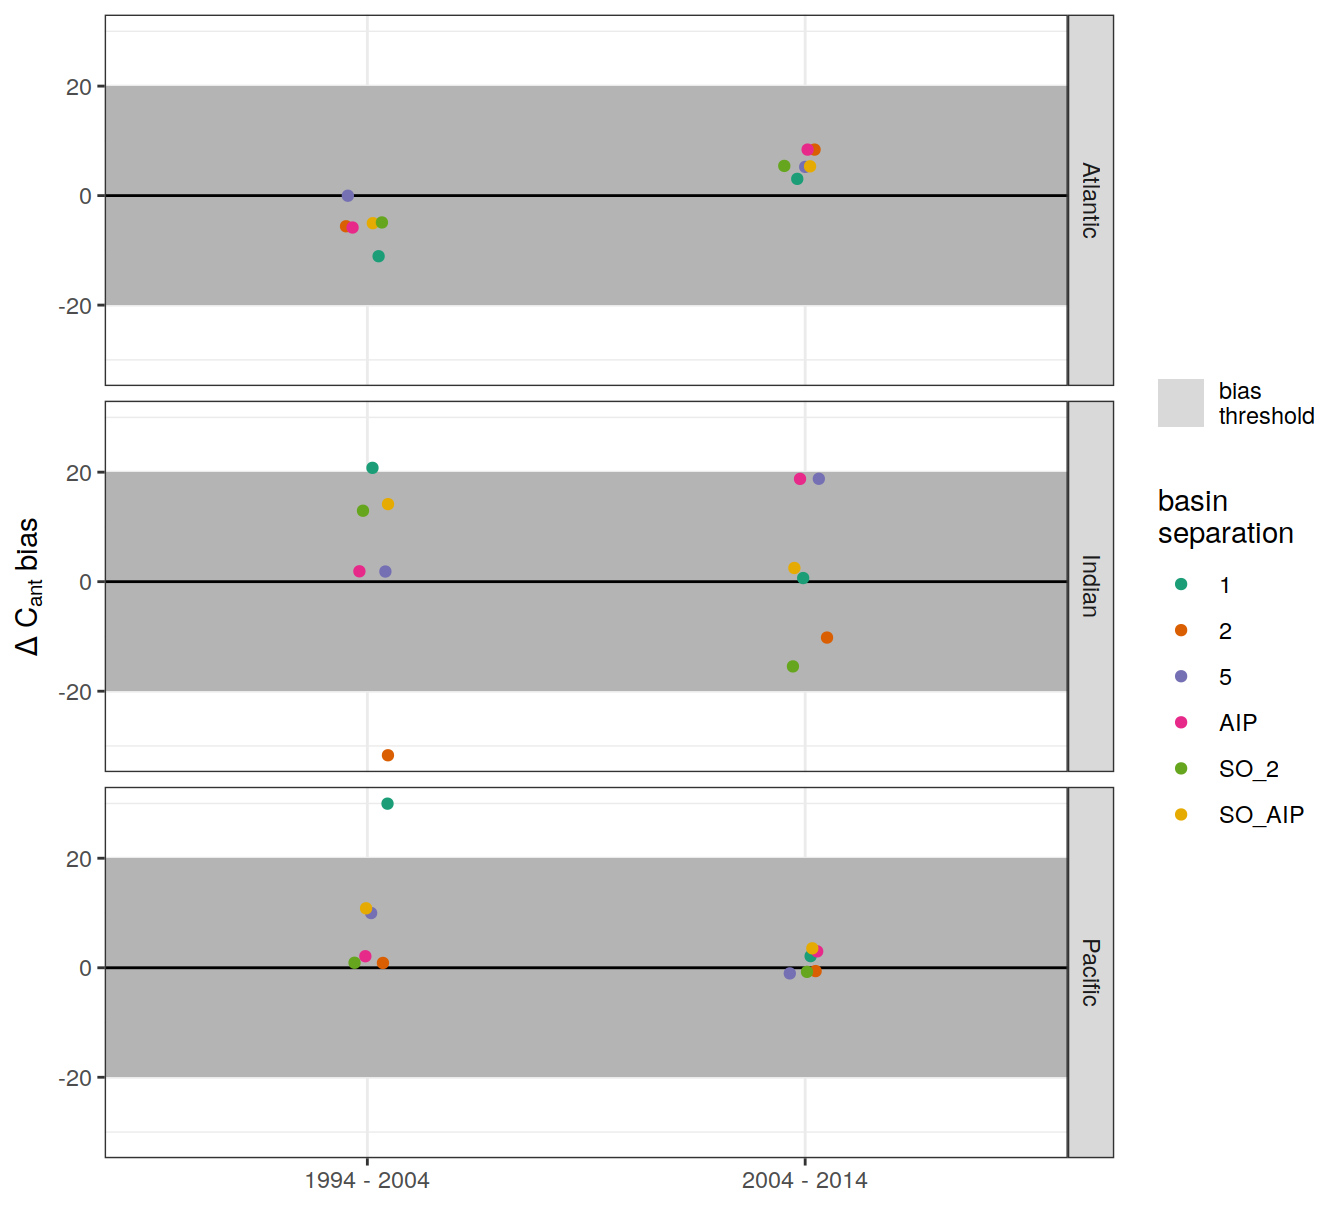 Δ C_ant bias
20
0
-20
Atlantic
20
0
-20
Indian
20
0
-20
Pacific
1994 - 2004
2004 - 2014
bias
threshold
basin
separation
1
2
5
AIP
SO_2
SO_AIP